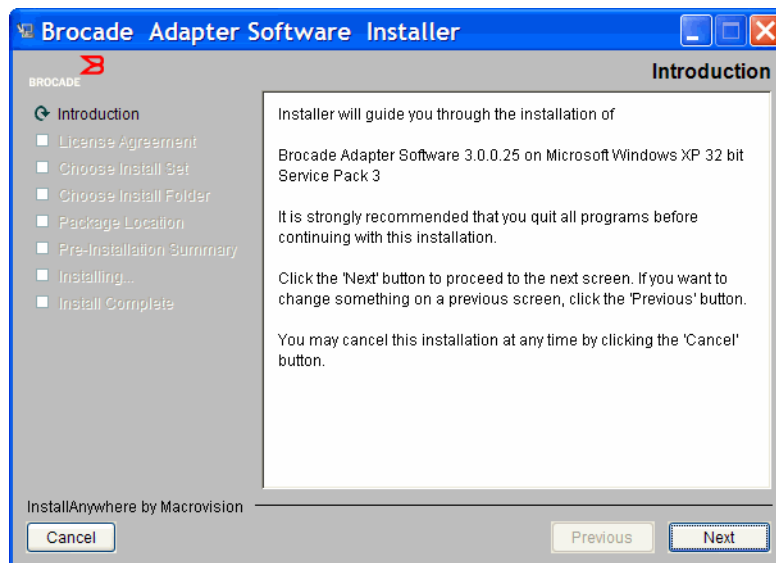 Brocade Adapter Software Installer
BROCADE
Introduction
Introduction
License Agreement
Choose Install Set
Choose Install Folder
Package Location
Pre-Installation Summary
Installing...
Install Complete
Installer will guide you through the installation of
Brocade Adapter Software 3.0.0.25 on Microsoft Windows XP 32 bit
Service Pack 3
It is strongly recommended that you quit all programs before
continuing with this installation.
Click the 'Next' button to proceed to the next screen. If you want to
change something on a previous screen, click the 'Previous' button.
You may cancel this installation at any time by clicking the 'Cancel'
button.
InstallAnywhere by Macrovision
Cancel
Previous
Next